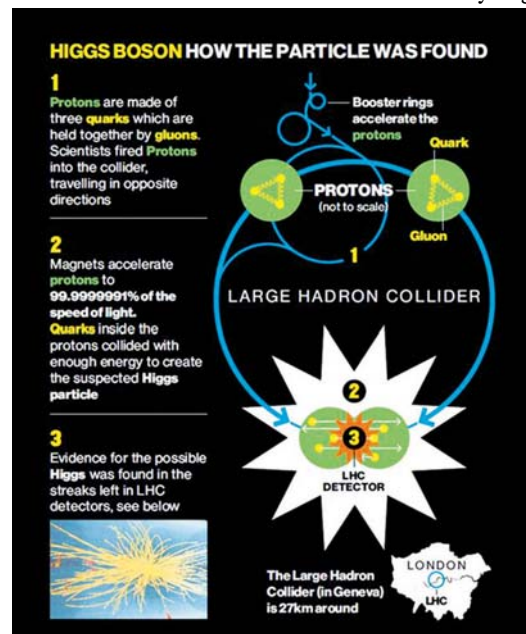 HIGGS BOSON HOW THE PARTICLE WAS FOUND
1
Protons are made of
three quarks which are
held together by gluons.
Scientists fired Protons
into the collider,
travelling in opposite
directions
2
Magnets accelerate
protons to
99.9999991% of the
speed of light.
Quarks inside the
protons collided with
enough energy to create
the suspected Higgs
particle
3
Evidence for the possible
Higgs was found in the
streaks left in LHC
detectors, see below
Booster rings
accelerate the
protons
Quark
PROTONS
(not to scale)
Gluon
1
LARGE HADRON COLLIDER
2
3
LHC
DETECTOR
The Large Hadron
Collider (in Geneva)
is 27km around
LONDON
LHC